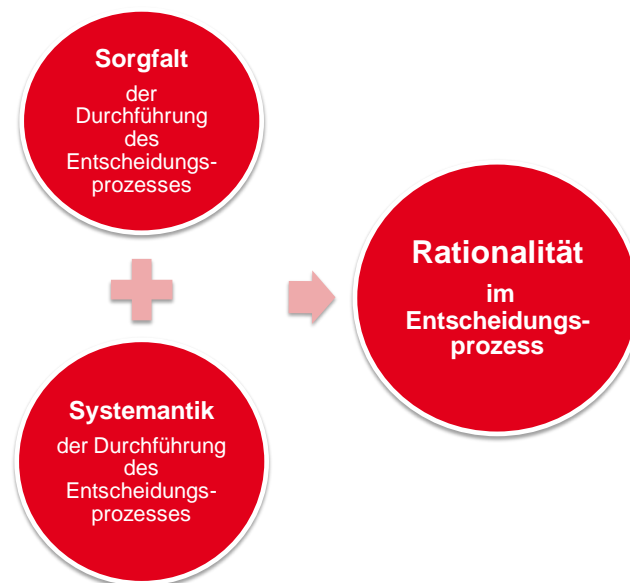 Sorgfalt
der
Durchführung
des
Entscheidungs-
prozesses
Systemantik
der Durchführung
des
Entscheidungs-
prozesses
Rationalität
im
Entscheidungs-
prozess